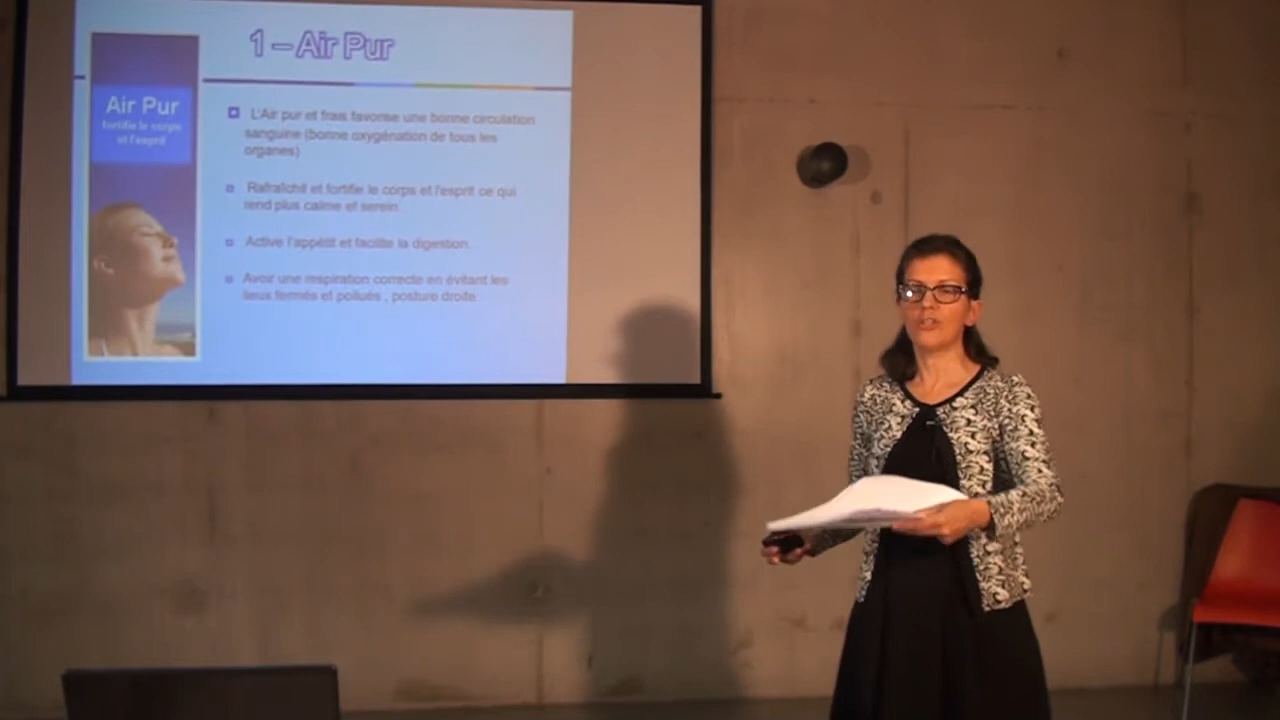 1 – Air Pur
Air Pur
fortifie le corps
et l'esprit
L'Air pur et frais favorise une bonne circulation
sanguine (bonne oxygénation de tous les
organes)
Rafraîchit et fortifie le corps et l'esprit ce qui
rend plus calme et serein
Active l'appétit et facilite la digestion.
Avoir une respiration correcte en évitant les
lieux fermés et pollués , posture droite